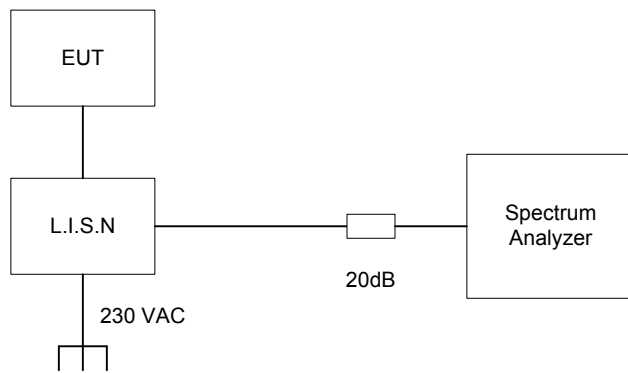 EUT
L.I.S.N
Spectrum
Analyzer
20dB
230 VAC